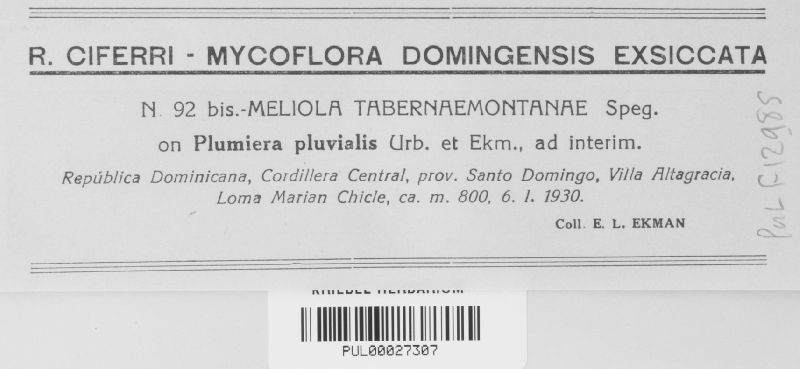 R. CIFERRI - MYCOFLORA DOMINGENSIS EXSICCATA
N. 92 bis.-MELIOLA TABERNAEMONTANAE Speg.
on Plumiera pluvialis Urb. et Ekm., ad interim.
República Dominicana, Cordillera Central, prov. Santo Domingo, Villa Altagracia,
Loma Marian Chicle, ca. m. 800, 6. I. 1930.
Coll. E. L. EKMAN
PUL F12985
KRIEBEL HERBARIUM
PUL00027307